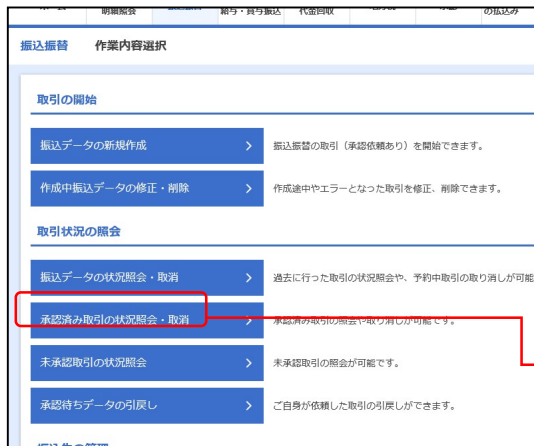 明細照会
給与・賞与振込
代金回収
の払込み
振込振替 作業内容選択
取引の開始
振込データの新規作成
振込振替の取引（承認依頼あり）を開始できます。
作成中振込データの修正・削除
作成途中やエラーとなった取引を修正、削除できます。
取引状況の照会
振込データの状況照会・取消
過去に行った取引の状況照会や、予約中取引の取り消しが可能
承認済み取引の状況照会・取消
承認済み取引の照会や取り消しが可能です。
未承認取引の状況照会
未承認取引の照会が可能です。
承認待ちデータの引戻し
ご自身が依頼した取引の引戻しができます。
振込先の管理